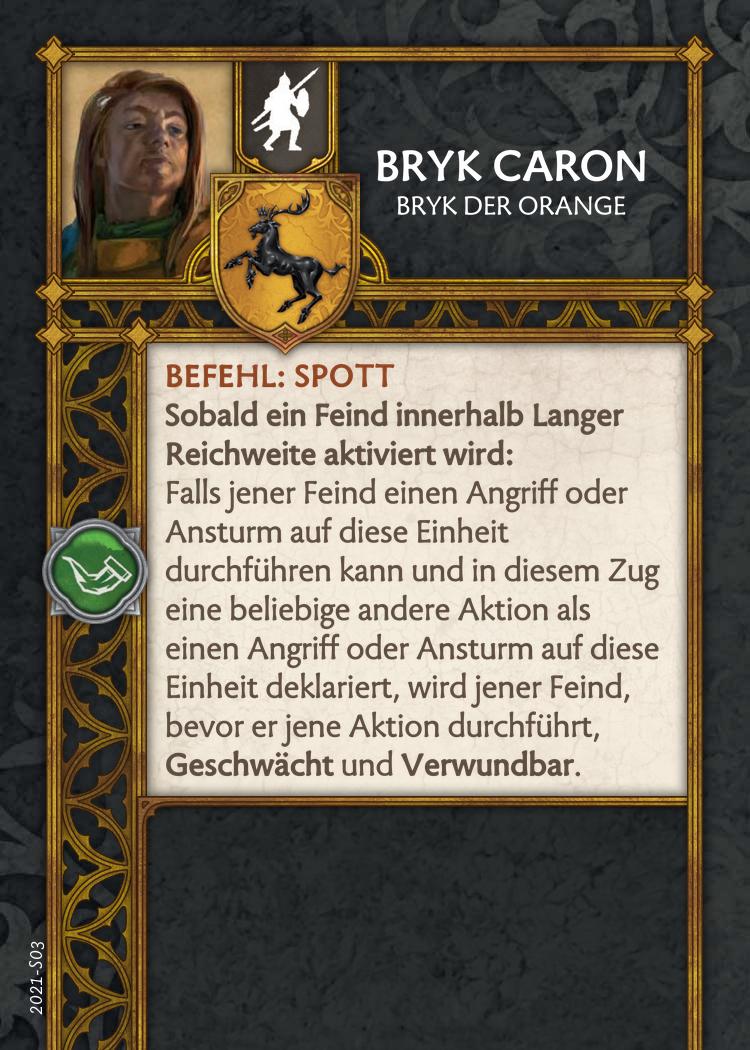 BRYK CARON
BRYK DER ORANGE
BEFEHL: SPOTT
Sobald ein Feind innerhalb Langer
Reichweite aktiviert wird:
Falls jener Feind einen Angriff oder
Ansturm auf diese Einheit
durchführen kann und in diesem Zug
eine beliebige andere Aktion als
einen Angriff oder Ansturm auf diese
Einheit deklariert, wird jener Feind,
bevor er jene Aktion durchführt,
Geschwächt und Verwundbar.
2021-S03